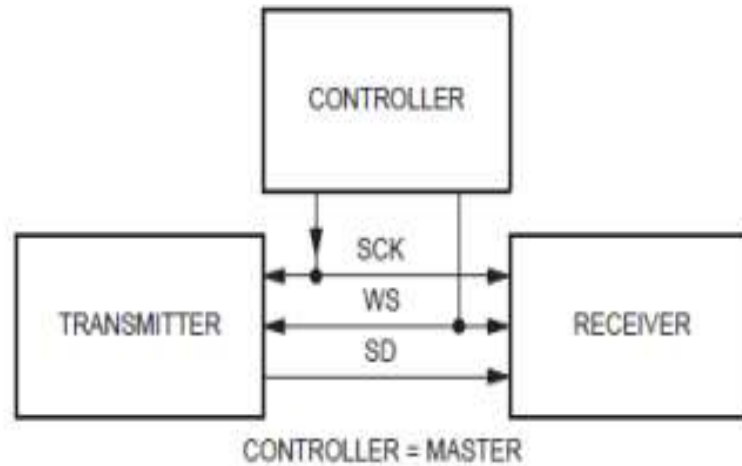 CONTROLLER
SCK
TRANSMITTER
WS
RECEIVER
SD
CONTROLLER = MASTER